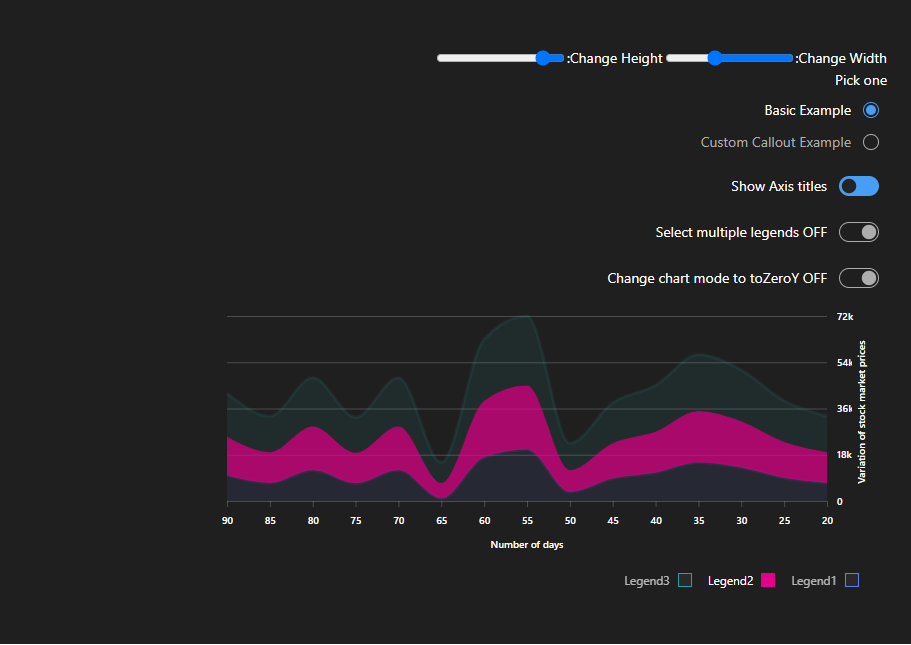 :Change Height :Change Width
Pick one
Basic Example
Custom Callout Example
Show Axis titles
Select multiple legends OFF
Change chart mode to toZeroY OFF
72k
54k
36k
18k
0
Variation of stock market prices
90 85 80 75 70 65 60 55 50 45 40 35 30 25 20
Number of days
Legend3 Legend2 Legend1